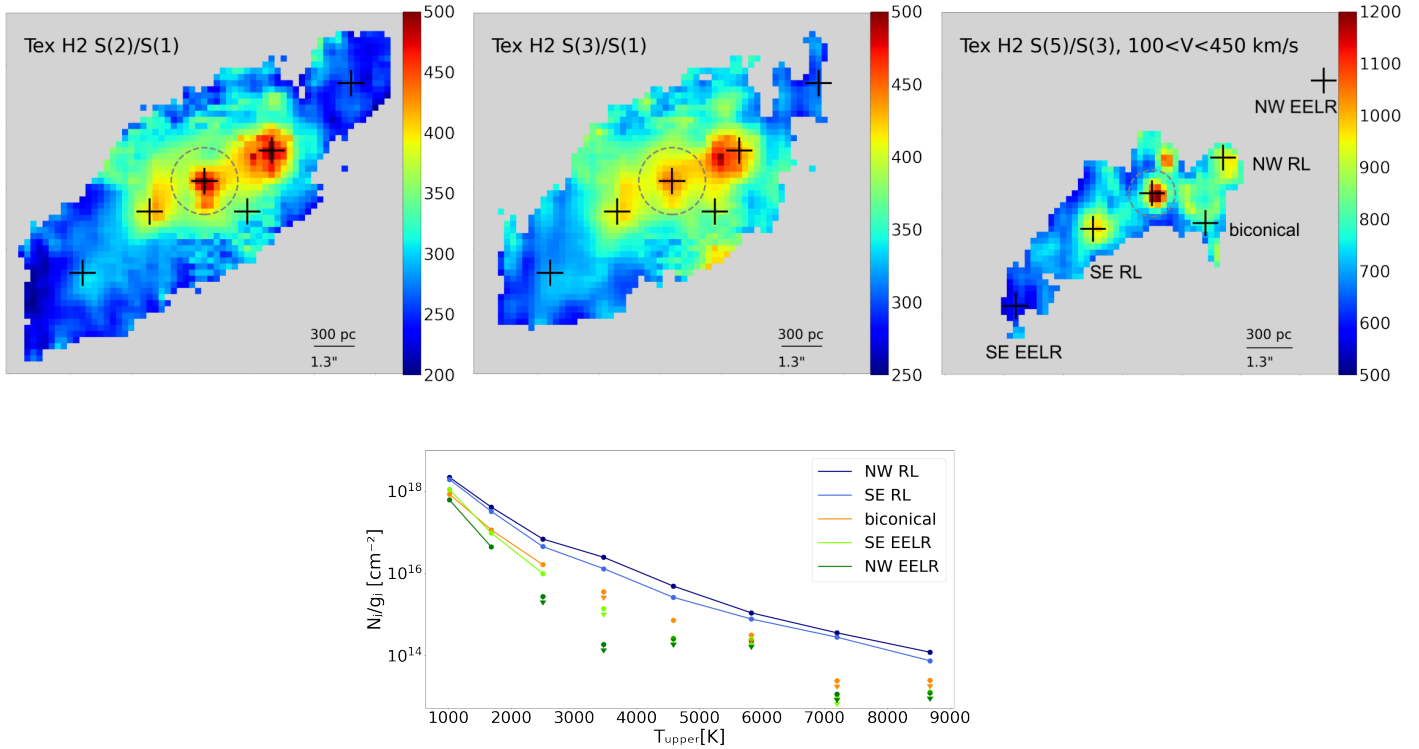 Tex H2 S(2)/S(1)
500
450
400
350
300
250
200
300 pc
1.3"
Tex H2 S(3)/S(1)
500
450
400
350
300
250
300 pc
1.3"
Tex H2 S(5)/S(3), 100<V<450 km/s
NW EELR
NW RL
biconical
SE RL
SE EELR
300 pc
1.3"
1200
1100
1000
900
800
700
600
500
Nⱼ/gⱼ [cm⁻²]
10¹⁸
10¹⁶
10¹⁴
NW RL
SE RL
biconical
SE EELR
NW EELR
1000 2000 3000 4000 5000 6000 7000 8000 9000
Tᵤₚₚₑᵣ[K]